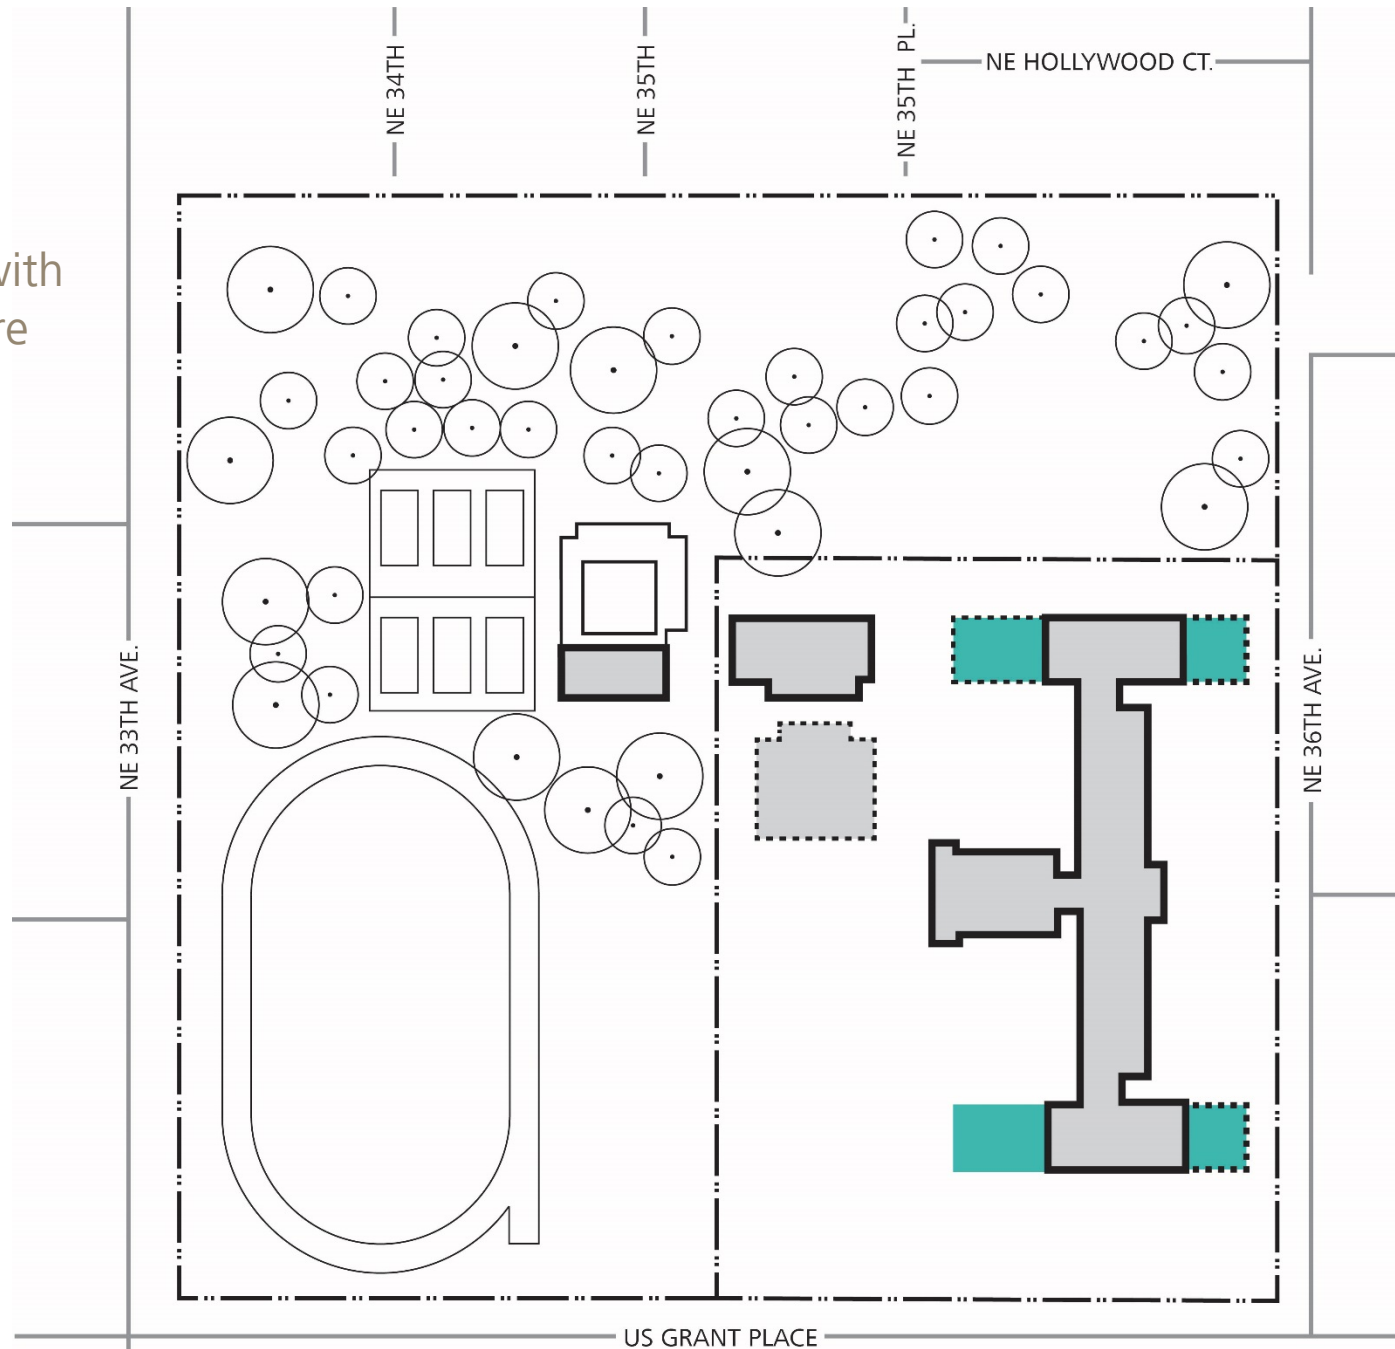 NE 34TH
NE 35TH
NE 35TH PL.
NE HOLLYWOOD CT.
re
NE 33TH AVE.
NE 36TH AVE.
US GRANT PLACE